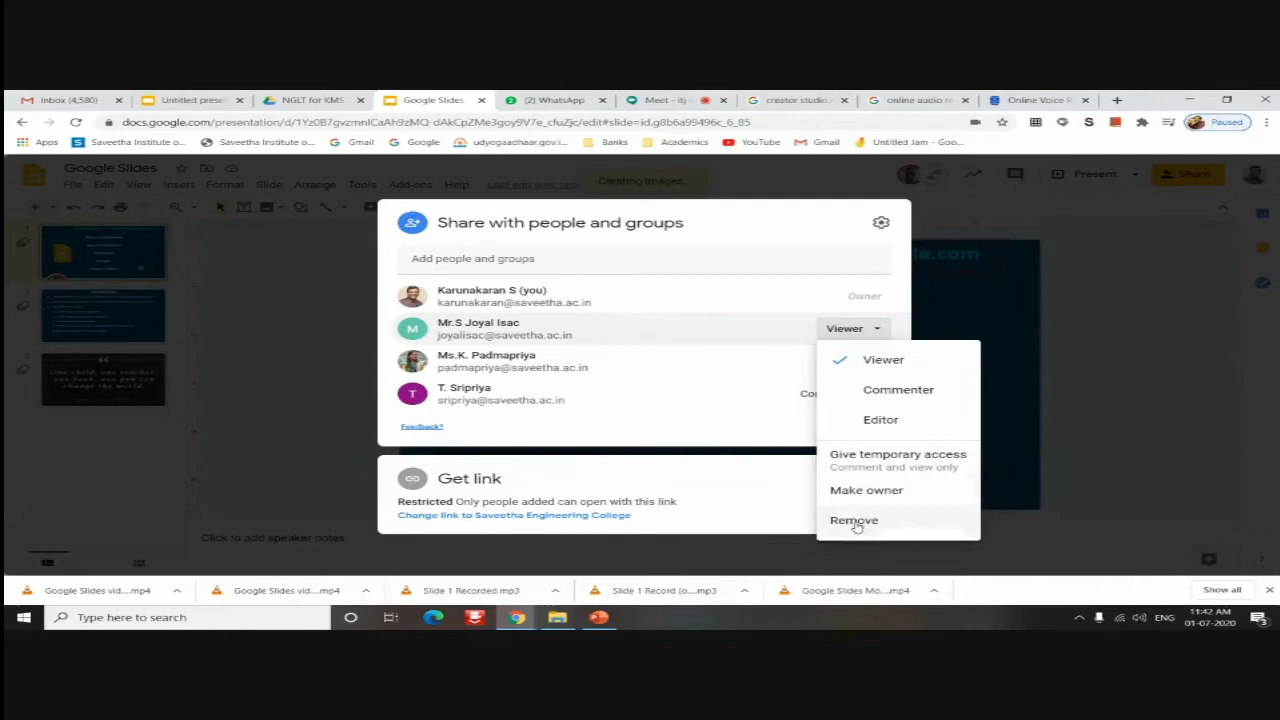 Inbox (4,580)
Untitled prese
NGLT for KMS
Google Slides
(2) WhatsApp
Meet - itj
creator studio
online audio r
Online Voice R
docs.google.com/presentation/d/
Paused
Apps
Saveetha Institute o...
Saveetha Institute o...
Gmail
Google
udyogaadhaar.gov.i...
Banks
Academics
YouTube
Gmail
Untitled Jam - Goo...
Google Slides
Creating images...
Present
Share
File Edit View Insert Format Slide Arrange Tools Add-ons Help
Share with people and groups
Add people and groups
le.com
Karunakaran S (you)
karunakaran@saveetha.ac.in
Owner
Mr.S Joyal Isac
joyalisac@saveetha.ac.in
Viewer
Ms.K. Padmapriya
padmapriya@saveetha.ac.in
T. Sripriya
sripriya@saveetha.ac.in
Feedback?
Viewer
Commenter
Editor
Give temporary access
Comment and view only
Make owner
Remove
Get link
Restricted Only people added can open with this link
Change link to Saveetha Engineering College
Click to add speaker notes
Google Slides vid....mp4
Google Slides vid....mp4
Slide 1 Recorded.mp3
Slide 1 Record (o....mp3
Google Slides Mo....mp4
Show all
Type here to search
ENG
11:42 AM
01-07-2020